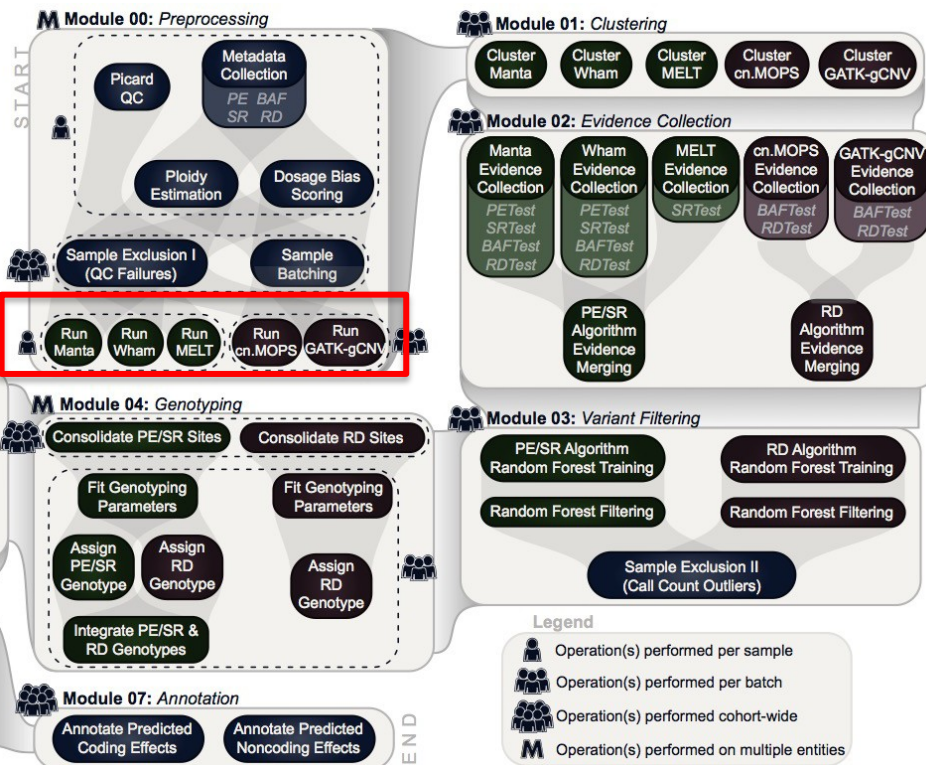 M Module 00: Preprocessing
START
Picard
QC
Metadata
Collection
PE BAF
SR RD
Ploidy
Estimation
Dosage Bias
Scoring
Sample Exclusion I
(QC Failures)
Sample
Batching
Run
Manta
Run
Wham
Run
MELT
Run
cn.MOPS
Run
GATK-gCNV
Module 01: Clustering
Cluster
Manta
Cluster
Wham
Cluster
MELT
Cluster
cn.MOPS
Cluster
GATK-gCNV
Module 02: Evidence Collection
Manta
Evidence
Collection
PETest
SRTest
BAFTest
RDTest
Wham
Evidence
Collection
PETest
SRTest
BAFTest
RDTest
MELT
Evidence
Collection
SRTest
cn.MOPS
Evidence
Collection
BAFTest
RDTest
GATK-gCNV
Evidence
Collection
BAFTest
RDTest
PE/SR
Algorithm
Evidence
Merging
RD
Algorithm
Evidence
Merging
Module 03: Variant Filtering
PE/SR Algorithm
Random Forest Training
RD Algorithm
Random Forest Training
Random Forest Filtering
Random Forest Filtering
Sample Exclusion II
(Call Count Outliers)
M Module 04: Genotyping
Consolidate PE/SR Sites
Consolidate RD Sites
Fit Genotyping
Parameters
Fit Genotyping
Parameters
Assign
PE/SR
Genotype
Assign
RD
Genotype
Assign
RD
Genotype
Integrate PE/SR &
RD Genotypes
Module 07: Annotation
Annotate Predicted
Coding Effects
Annotate Predicted
Noncoding Effects
END
Legend
Operation(s) performed per sample
Operation(s) performed per batch
Operation(s) performed cohort-wide
M Operation(s) performed on multiple entities